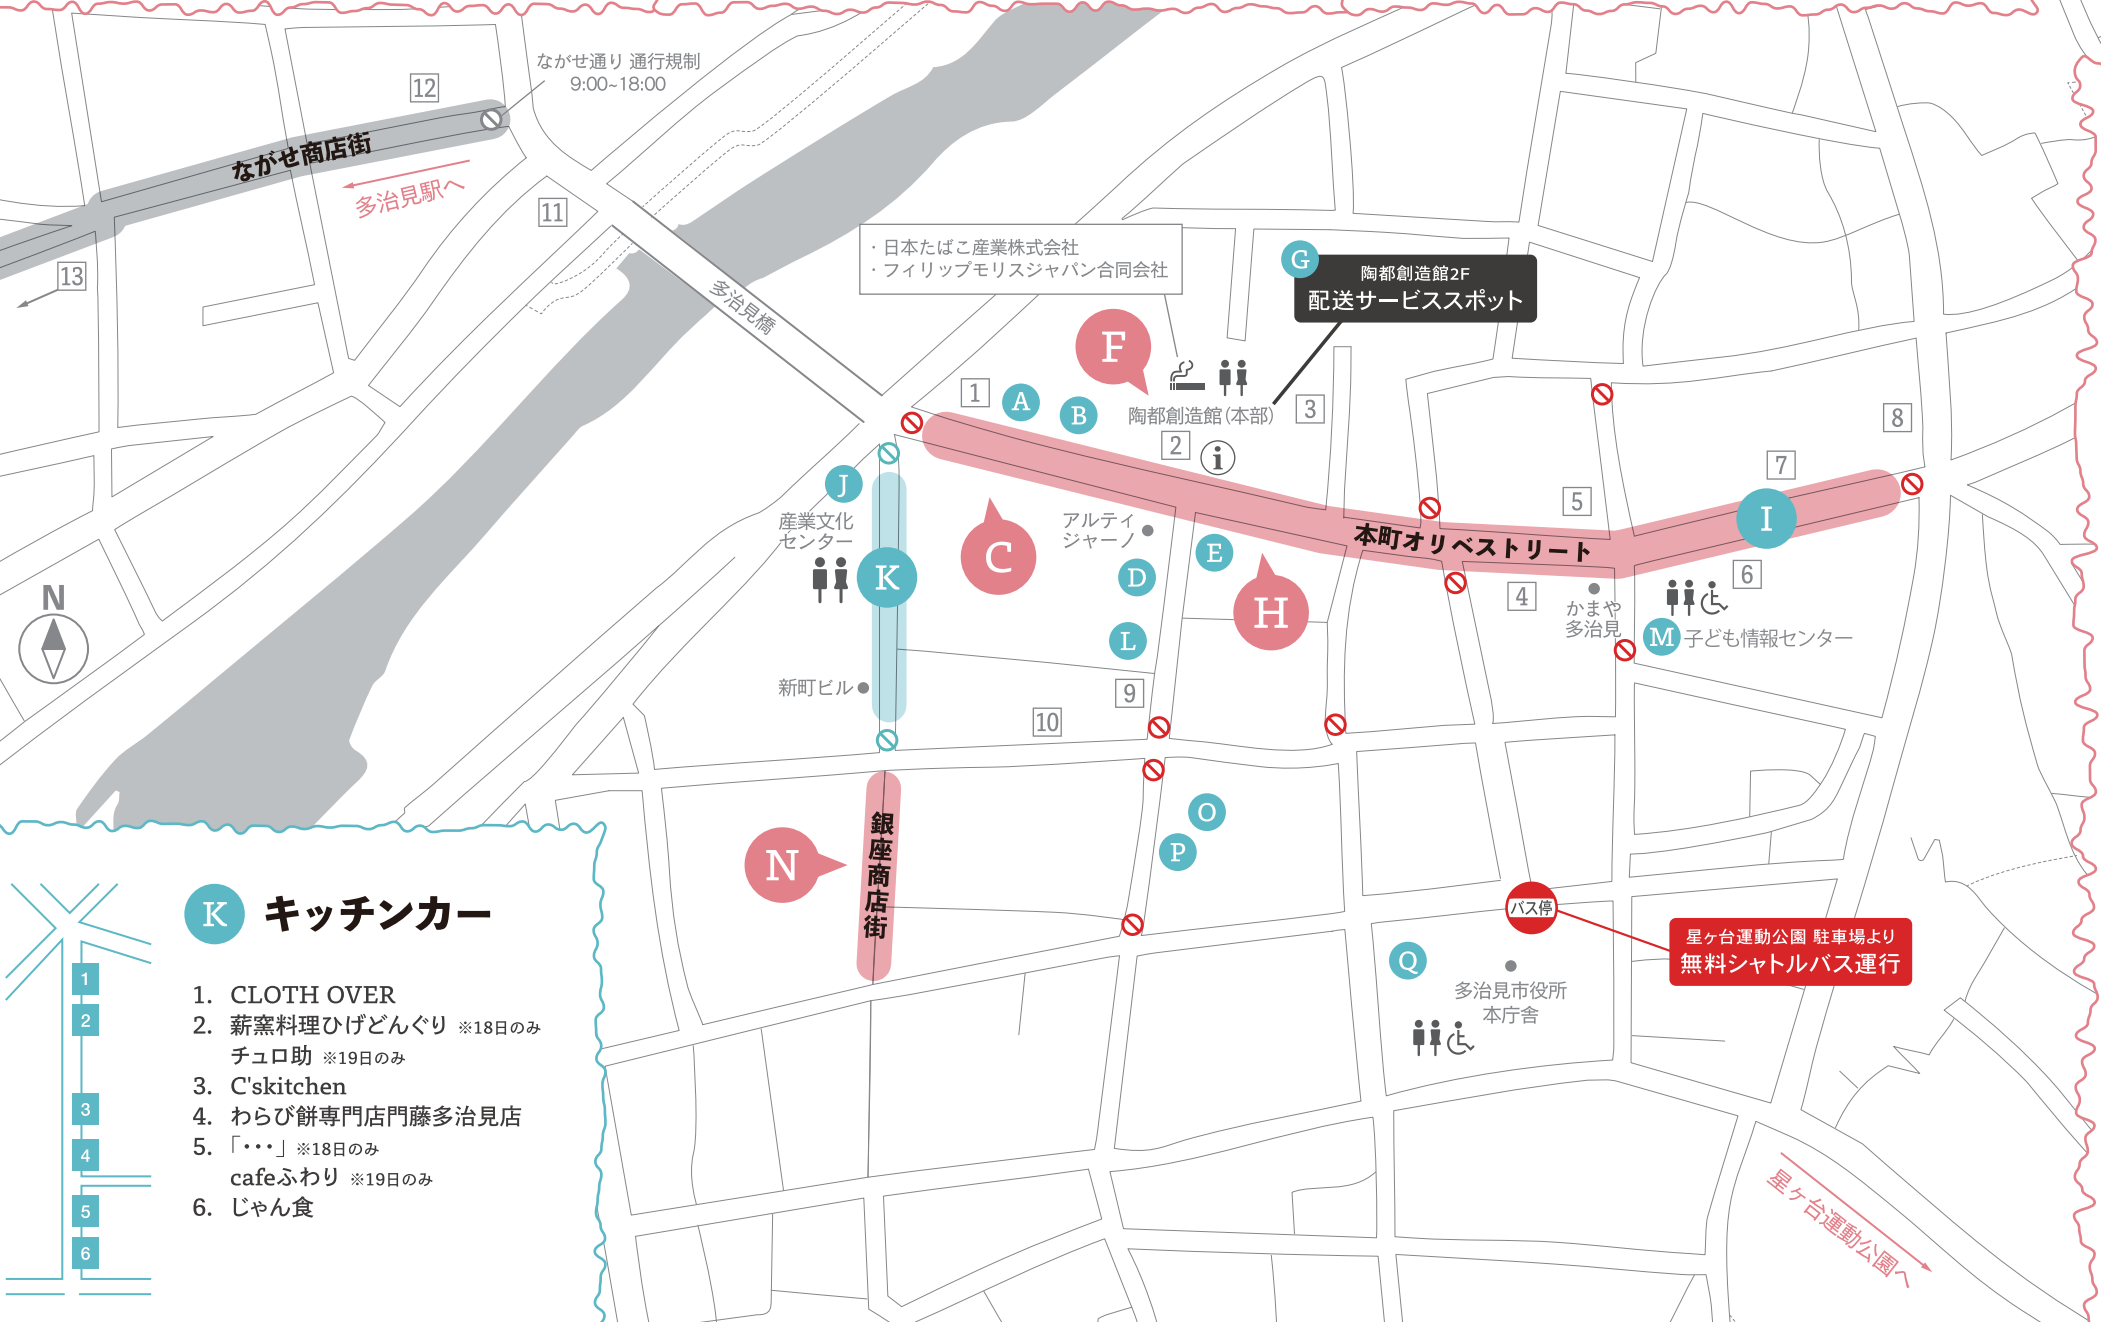 ながせ通り 通行規制
9:00~18:00
12
ながせ商店街
多治見駅へ
11
13
多治見橋
・日本たばこ産業株式会社
・フィリップモリスジャパン合同会社
G
陶都創造館2F
配送サービススポット
F
陶都創造館（本部）
1
A
B
2
i
3
8
7
5
I
本町オリベストリート
J
産業文化
センター
K
C
アルティ
ジャーノ
D
E
H
4
6
かまや
多治見
M
子ども情報センター
L
新町ビル
9
10
N
N
銀座商店街
O
P
バス停
星ヶ台運動公園 駐車場より
無料シャトルバス運行
Q
多治見市役所
本庁舎
星ヶ台運動公園へ
K キッチンカー
1
2
3
4
5
6
1. CLOTH OVER
2. 薪窯料理ひげどんぐり ※18日のみ
チュロ助 ※19日のみ
3. C'skitchen
4. わらび餅専門店門藤多治見店
5. 「・・・」 ※18日のみ
cafeふわり ※19日のみ
6. じゃん食